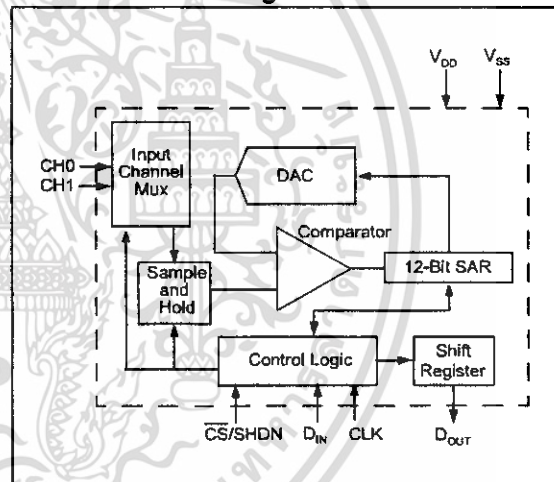 V_DD V_SS
Input
Channel
Mux
CH0
CH1
DAC
Comparator
Sample
and
Hold
12-Bit SAR
Control Logic
Shift
Register
C̅S̅/SHDN D_IN CLK D_OUT